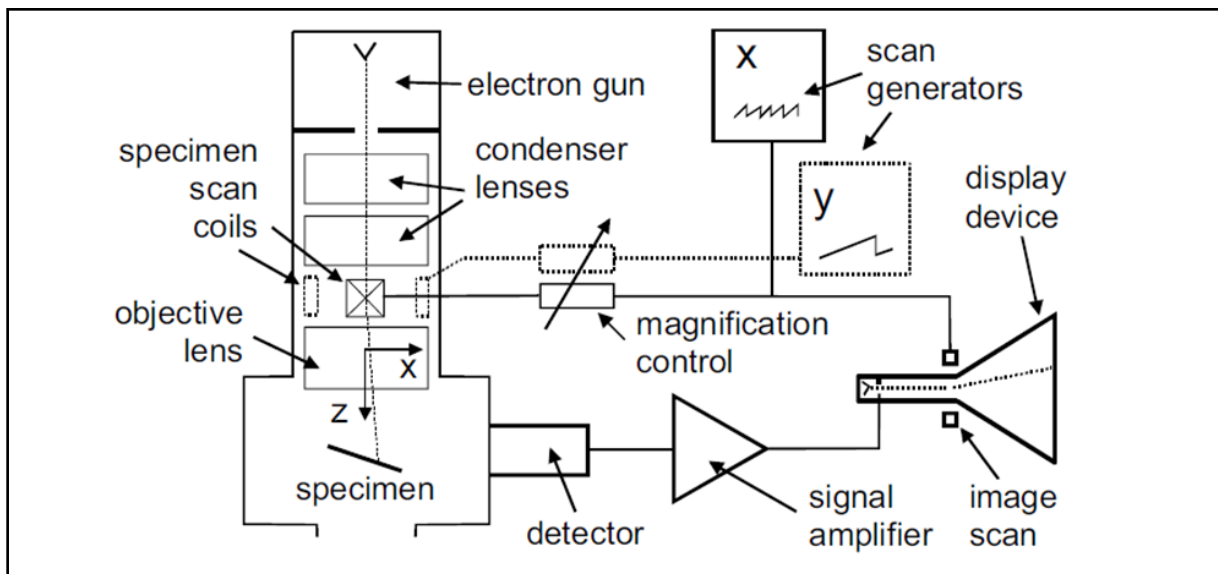 electron gun
specimen
scan
coils
condenser
lenses
objective
lens
x
z
specimen
detector
x
scan
generators
y
magnification
control
display
device
signal
amplifier
image
scan